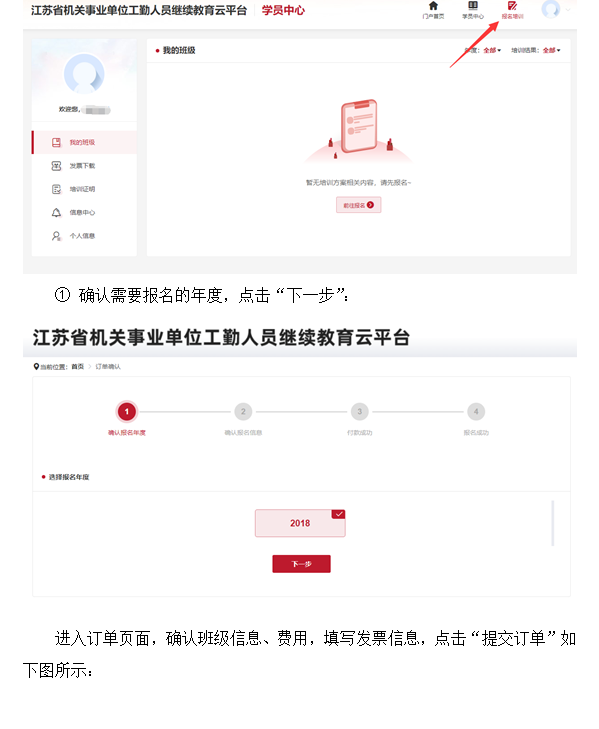 江苏省机关事业单位工勤人员继续教育云平台 学员中心
门户首页 学员中心 报名培训
欢迎您，
我的班级
发票下载
培训证明
信息中心
个人信息
我的班级
年度：全部 培训结果：全部
暂无培训方案相关内容，请先报名~
前往报名
① 确认需要报名的年度，点击“下一步”：
江苏省机关事业单位工勤人员继续教育云平台
当前位置：首页 〉订单确认
1 2 3 4
确认报名年度 确认报名信息 付款成功 报名成功
选择报名年度
2018
下一步
进入订单页面，确认班级信息、费用，填写发票信息，点击“提交订单”如
下图所示：